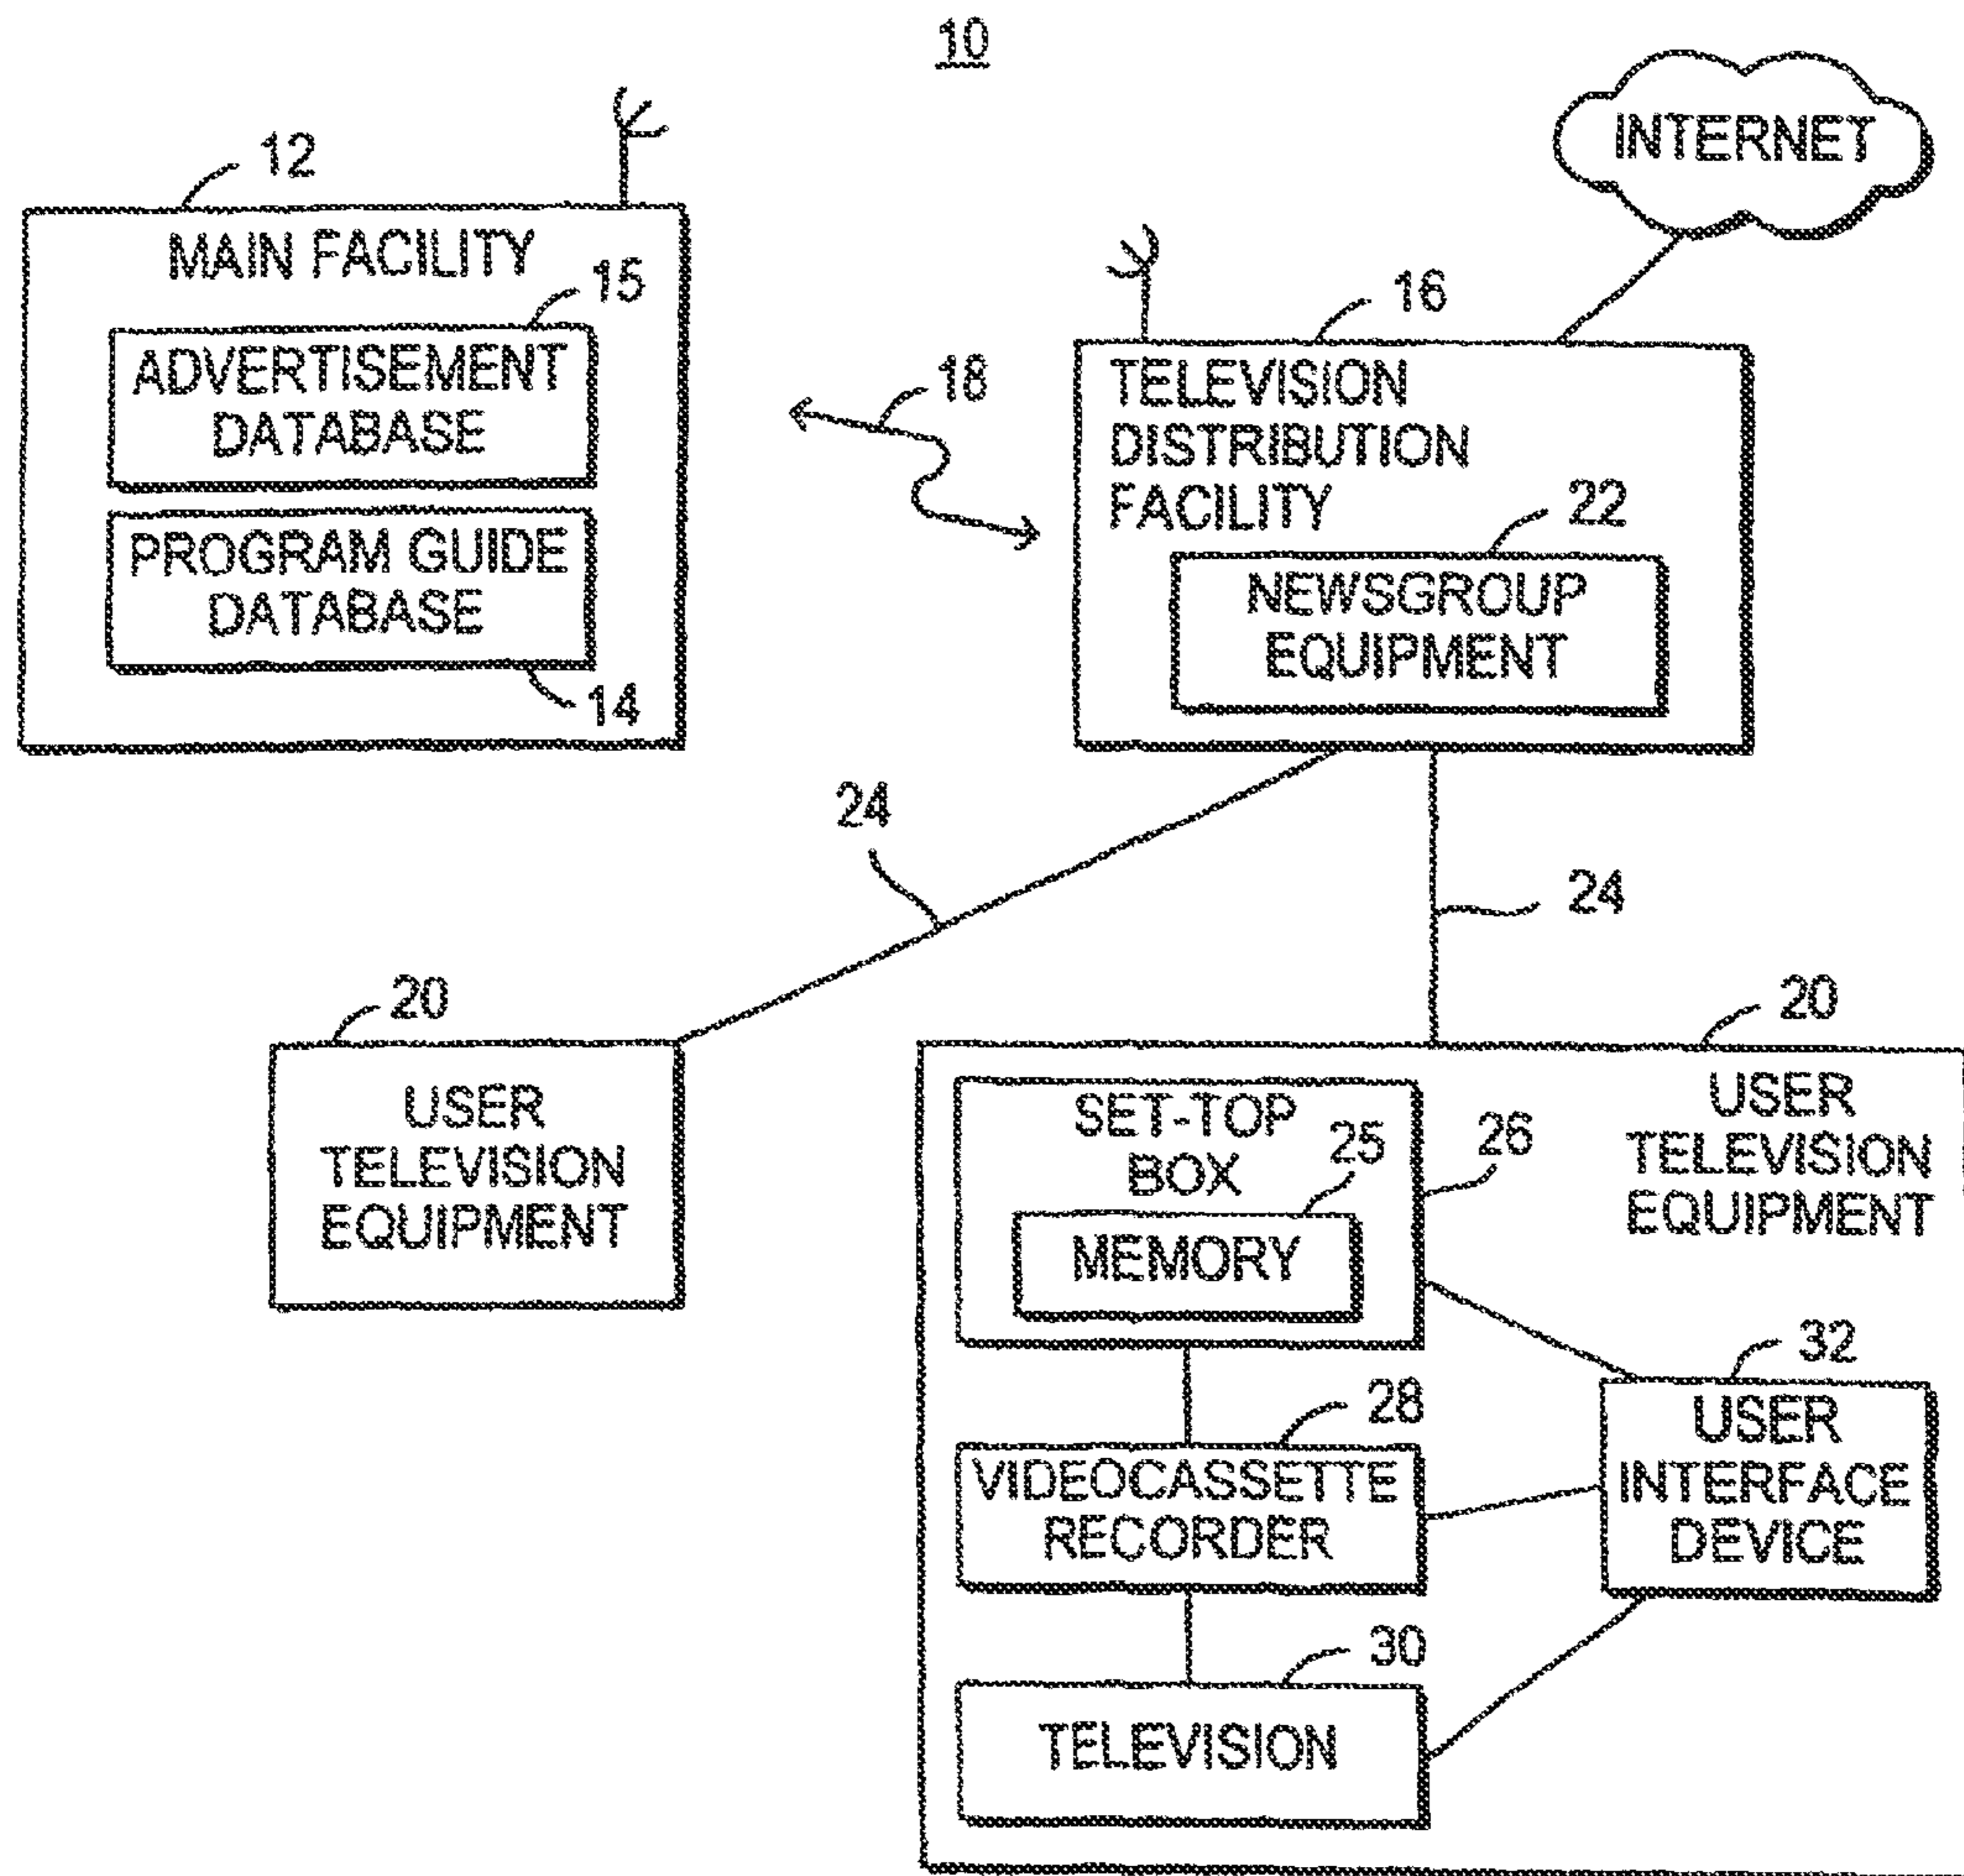 10
INTERNET
12
MAIN FACILITY
15
ADVERTISEMENT
DATABASE
PROGRAM GUIDE
DATABASE
14
18
16
TELEVISION
DISTRIBUTION
FACILITY
22
NEWSGROUP
EQUIPMENT
24
24
20
USER
TELEVISION
EQUIPMENT
20
USER
TELEVISION
EQUIPMENT
SET-TOP
BOX
25
26
MEMORY
32
USER
INTERFACE
DEVICE
28
VIDEOCASSETTE
RECORDER
30
TELEVISION